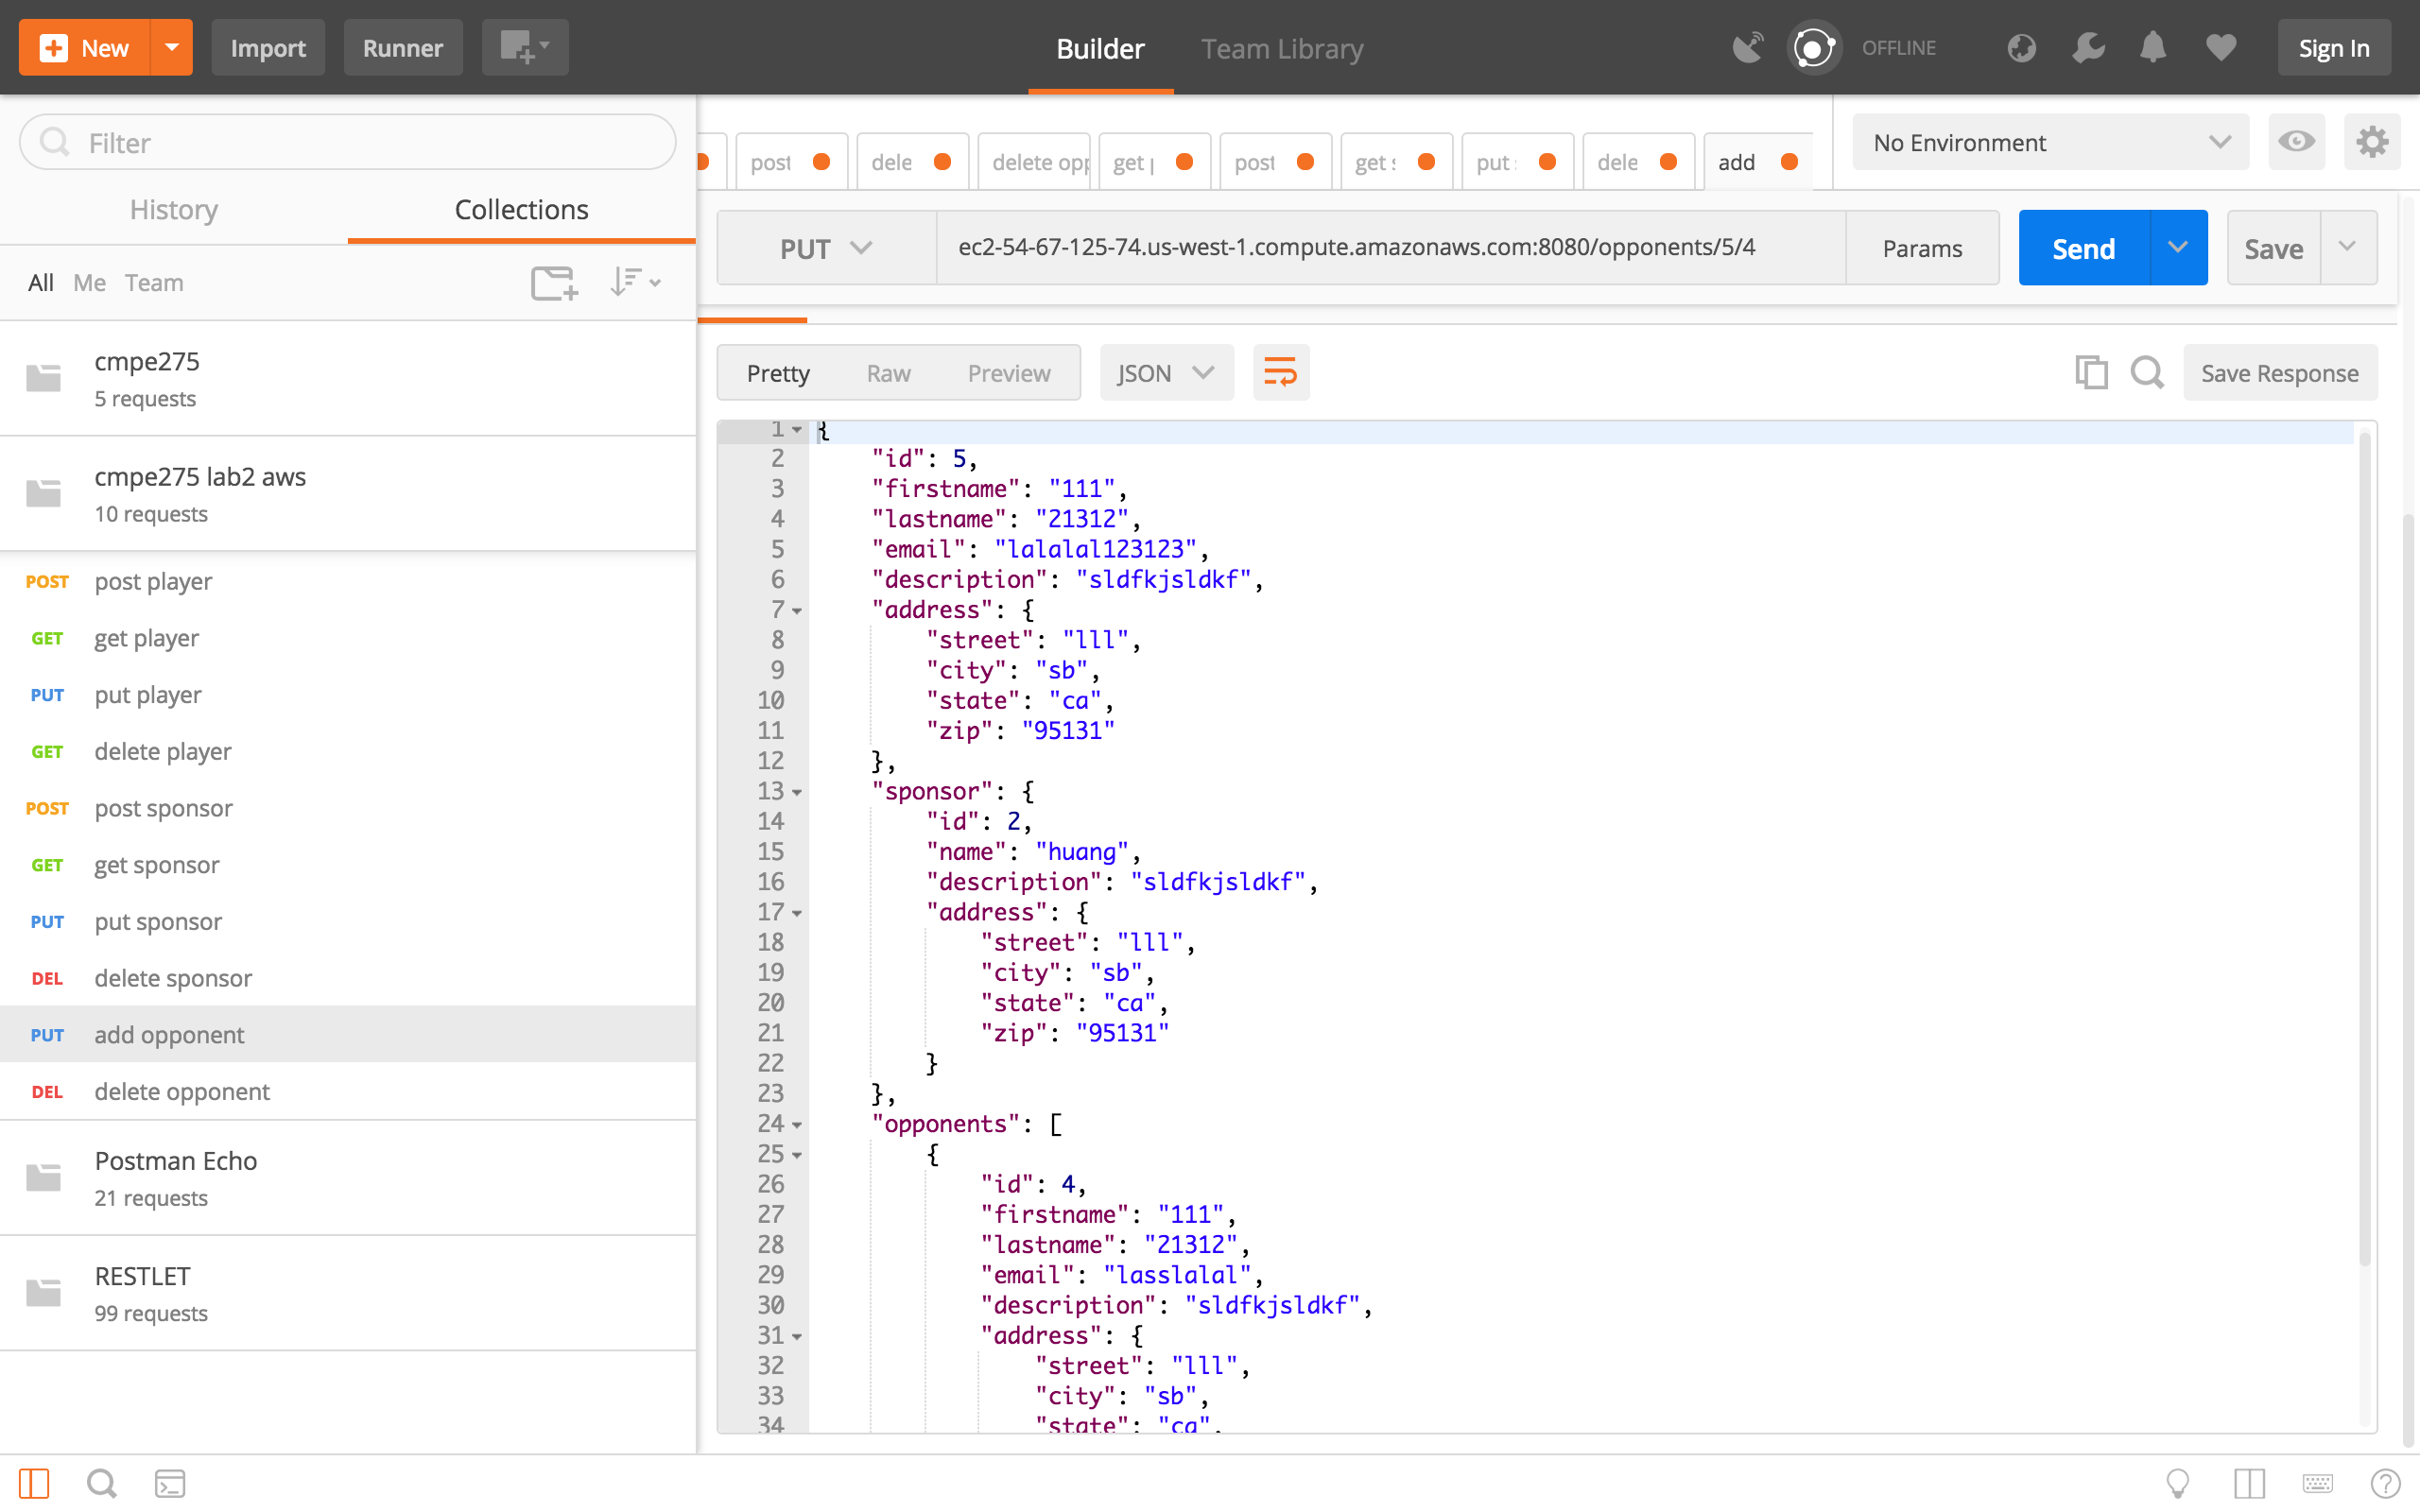 New
Import
Runner
Builder
Team Library
OFFLINE
Sign In
Filter
History
Collections
All Me Team
cmpe275
5 requests
cmpe275 lab2 aws
10 requests
POST post player
GET get player
PUT put player
GET delete player
POST post sponsor
GET get sponsor
PUT put sponsor
DEL delete sponsor
PUT add opponent
DEL delete opponent
Postman Echo
21 requests
RESTLET
99 requests
post
dele
delete opp
get p
post
get s
put s
dele
add
No Environment
PUT
ec2-54-67-125-74.us-west-1.compute.amazonaws.com:8080/opponents/5/4
Params
Send
Save
Pretty
Raw
Preview
JSON
Save Response
1 {
2 "id": 5,
3 "firstname": "111",
4 "lastname": "21312",
5 "email": "lalalal123123",
6 "description": "sldfkjsldkf",
7 "address": {
8 "street": "lll",
9 "city": "sb",
10 "state": "ca",
11 "zip": "95131"
12 },
13 "sponsor": {
14 "id": 2,
15 "name": "huang",
16 "description": "sldfkjsldkf",
17 "address": {
18 "street": "lll",
19 "city": "sb",
20 "state": "ca",
21 "zip": "95131"
22 }
23 },
24 "opponents": [
25 {
26 "id": 4,
27 "firstname": "111",
28 "lastname": "21312",
29 "email": "lasslalal",
30 "description": "sldfkjsldkf",
31 "address": {
32 "street": "lll",
33 "city": "sb",
34 "state": "ca",